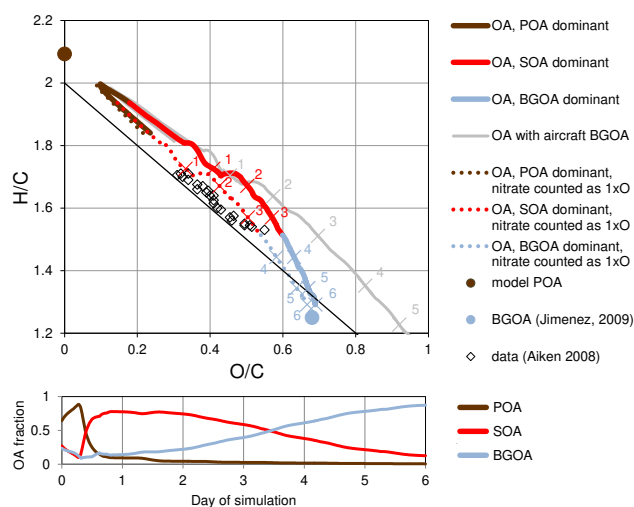 2.2
2
1.8
1.6
1.4
1.2
H/C
0
0.2
0.4
0.6
0.8
1
O/C
1
1
1
2
2
3
3
4
4
5
5
6
6
4
3
4
5
OA, POA dominant
OA, SOA dominant
OA, BGOA dominant
OA with aircraft BGOA
OA, POA dominant,
nitrate counted as 1xO
OA, SOA dominant,
nitrate counted as 1xO
OA, BGOA dominant,
nitrate counted as 1xO
model POA
BGOA (Jimenez, 2009)
data (Aiken 2008)
1
0.5
0
OA fraction
0
1
2
3
4
5
6
Day of simulation
POA
SOA
BGOA